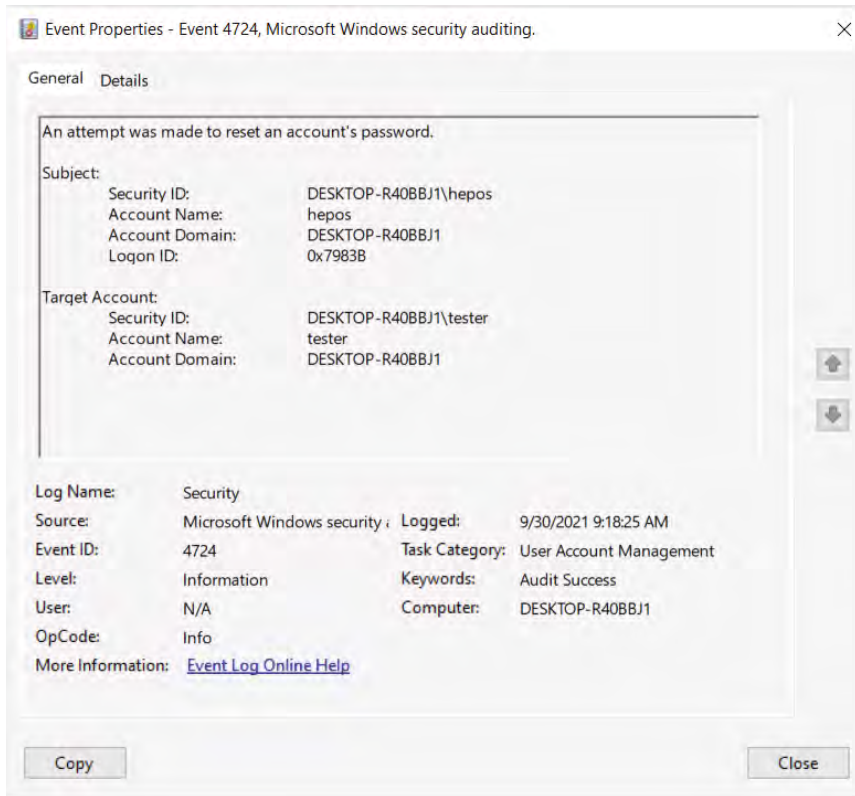 Event Properties - Event 4724, Microsoft Windows security auditing.
General Details
An attempt was made to reset an account's password.
Subject:
Security ID: DESKTOP-R40BBJ1\hepos
Account Name: hepos
Account Domain: DESKTOP-R40BBJ1
Logon ID: 0x7983B
Target Account:
Security ID: DESKTOP-R40BBJ1\tester
Account Name: tester
Account Domain: DESKTOP-R40BBJ1
Log Name: Security
Source: Microsoft Windows security Logged: 9/30/2021 9:18:25 AM
Event ID: 4724 Task Category: User Account Management
Level: Information Keywords: Audit Success
User: N/A Computer: DESKTOP-R40BBJ1
OpCode: Info
More Information: Event Log Online Help
Copy Close